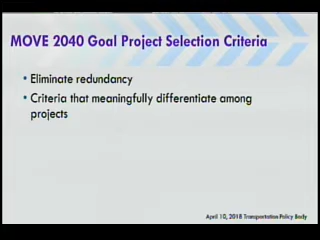 MOVE 2040 Goal Project Selection Criteria
• Eliminate redundancy
• Criteria that meaningfully differentiate among
projects
April 10, 2018 Transportation Policy Body